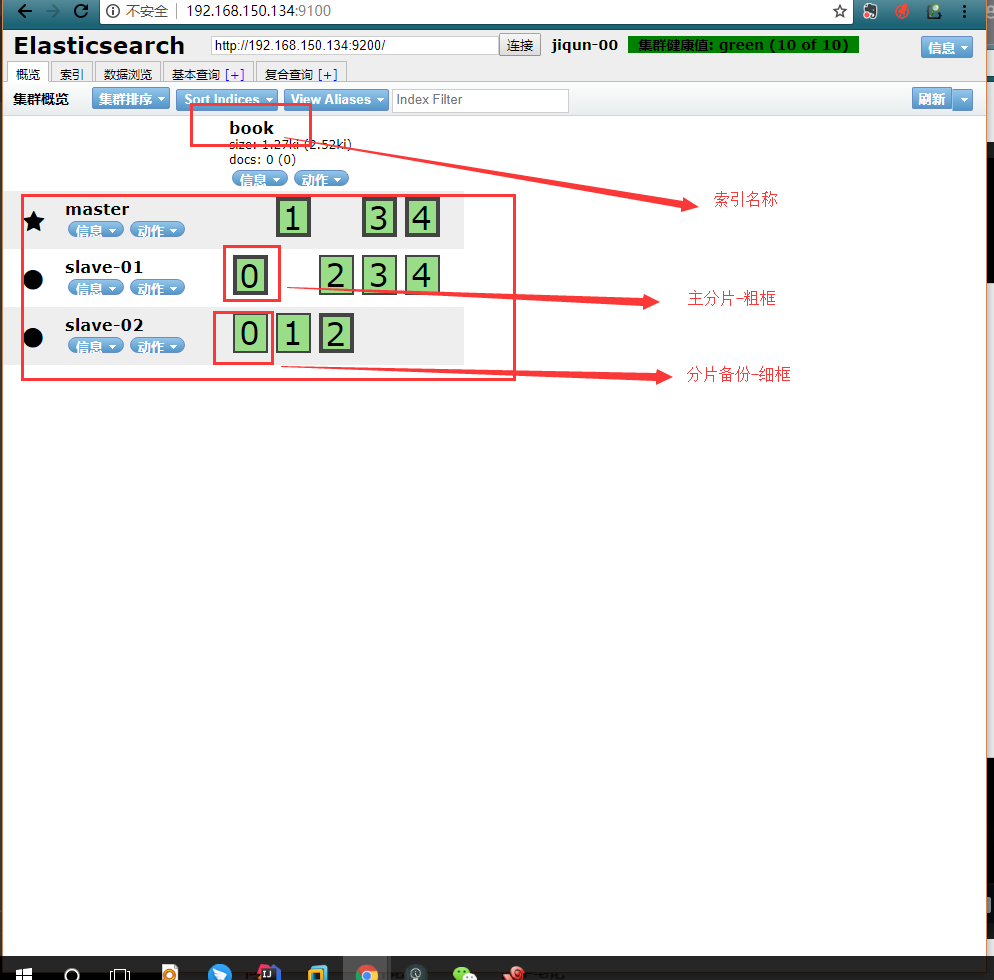 不安全 192.168.150.134:9100
Elasticsearch http://192.168.150.134:9200/ 连接 jiqun-00 集群健康值: green (10 of 10) 信息
概览 索引 数据浏览 基本查询 [+] 复合查询 [+]
集群概览 集群排序 Sort Indices View Aliases Index Filter 刷新
book
size: 1.27ki (2.52ki)
docs: 0 (0)
信息 动作
索引名称
master
信息 动作
1 3 4
slave-01
信息 动作
0 2 3 4
主分片-粗框
slave-02
信息 动作
0 1 2
分片备份-细框